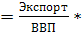 = Экспорт / ВВП *